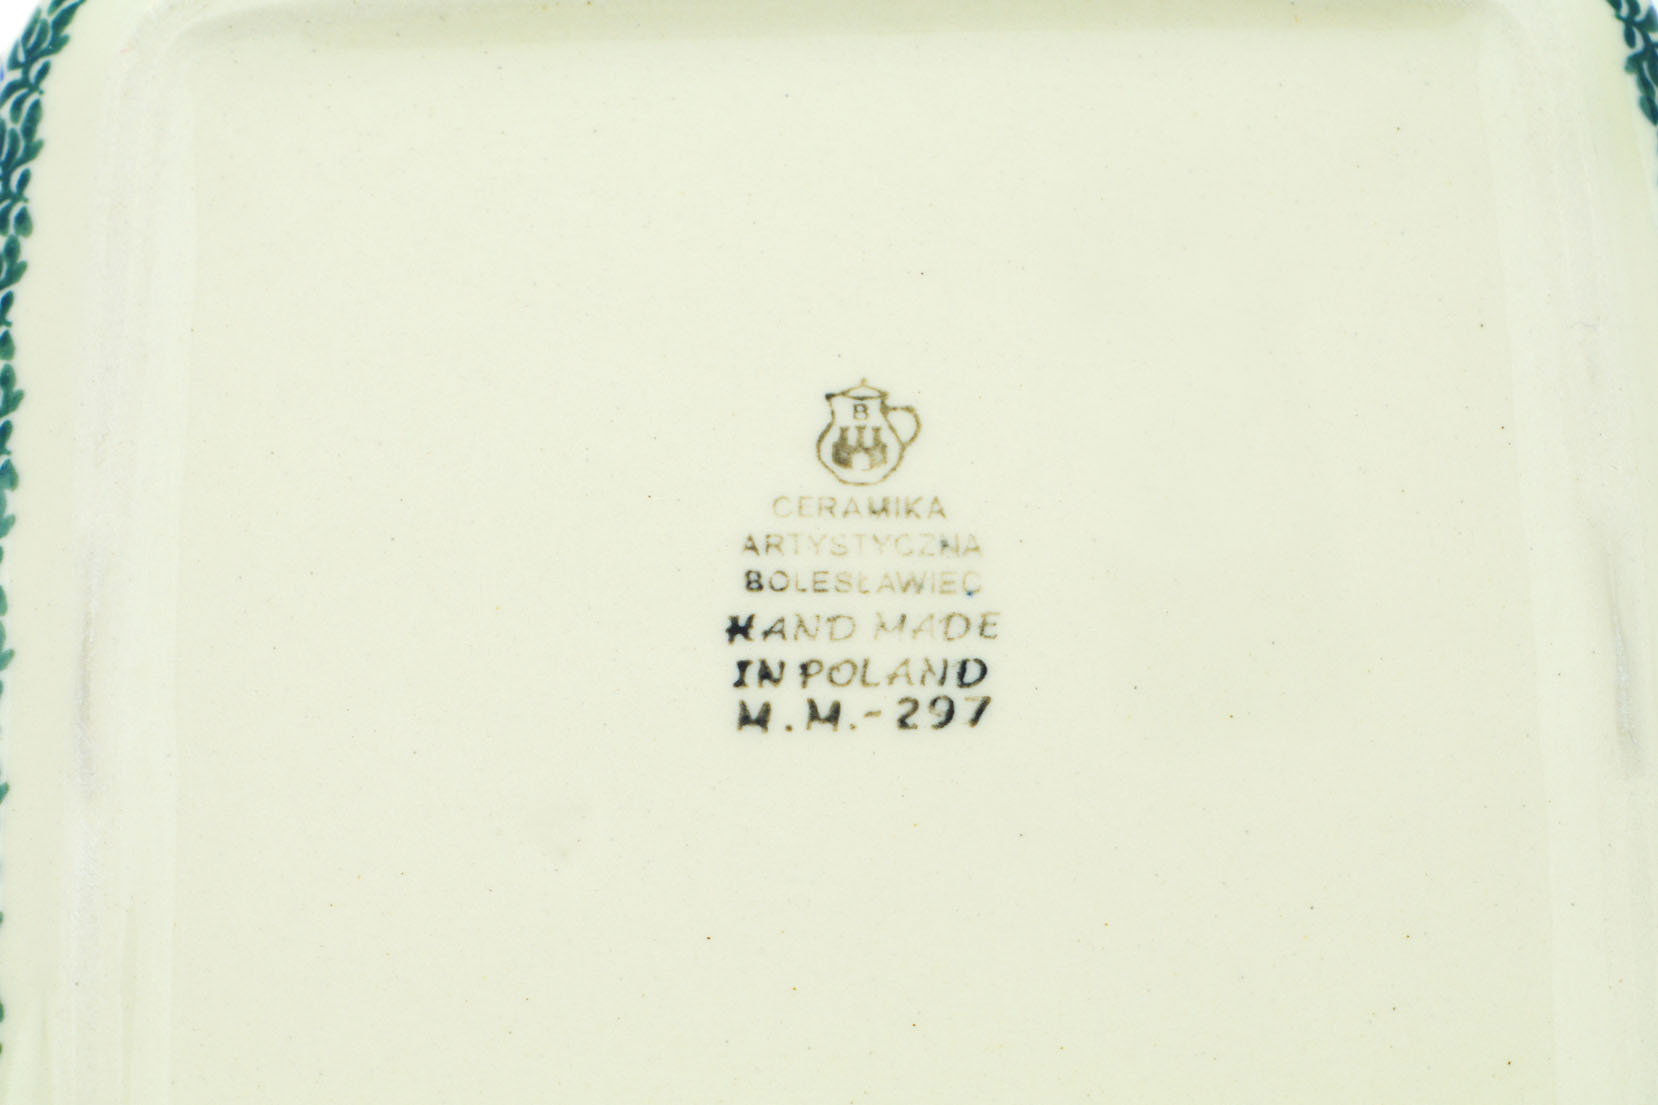 B
CERAMIKA
ARTYSTYCZNA
BOLESŁAWIEC
HAND MADE
IN POLAND
M.M.-297